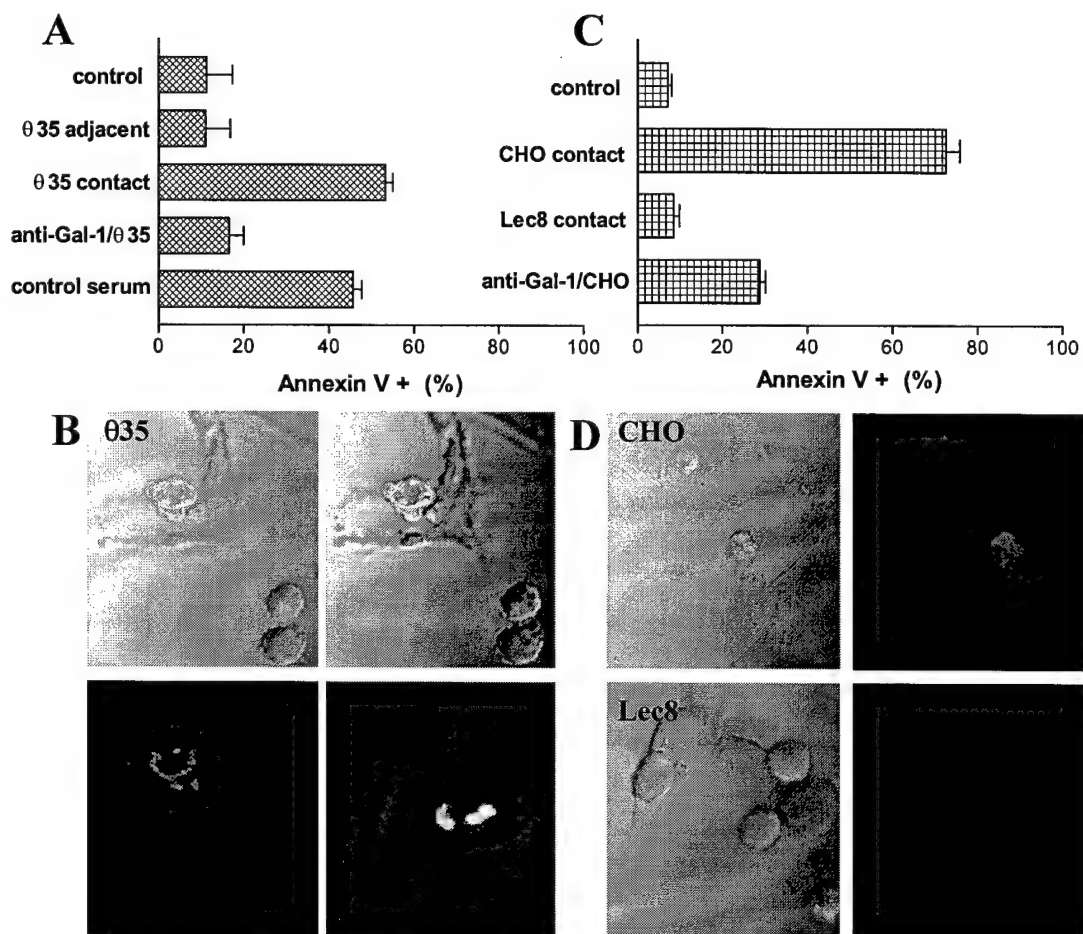 A
control
θ35 adjacent
θ35 contact
anti-Gal-1/θ35
control serum
0 20 40 60 80 100
Annexin V + (%)
C
control
CHO contact
Lec8 contact
anti-Gal-1/CHO
0 20 40 60 80 100
Annexin V + (%)
B θ35
D CHO
Lec8